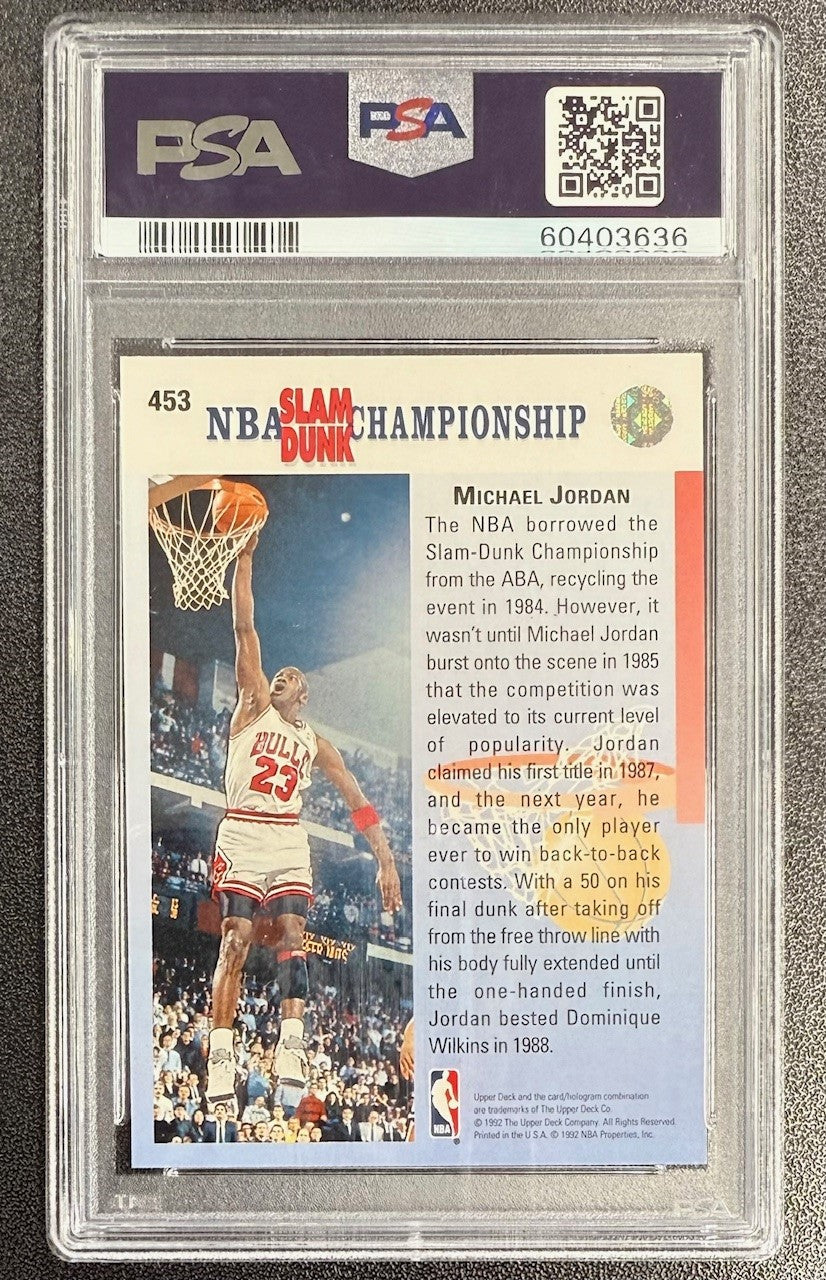 PSA
PSA
60403636
453
NBA SLAM DUNK CHAMPIONSHIP
MICHAEL JORDAN
The NBA borrowed the
Slam-Dunk Championship
from the ABA, recycling the
event in 1984. However, it
wasn't until Michael Jordan
burst onto the scene in 1985
that the competition was
elevated to its current level
of popularity. Jordan
claimed his first title in 1987,
and the next year, he
became the only player
ever to win back-to-back
contests. With a 50 on his
final dunk after taking off
from the free throw line with
his body fully extended until
the one-handed finish,
Jordan bested Dominique
Wilkins in 1988.
BULLS
23
NBA
Upper Deck and the card/hologram combination
are trademarks of The Upper Deck Co.
© 1992 The Upper Deck Company. All Rights Reserved.
Printed in the U.S.A. © 1992 NBA Properties, Inc.
PSA